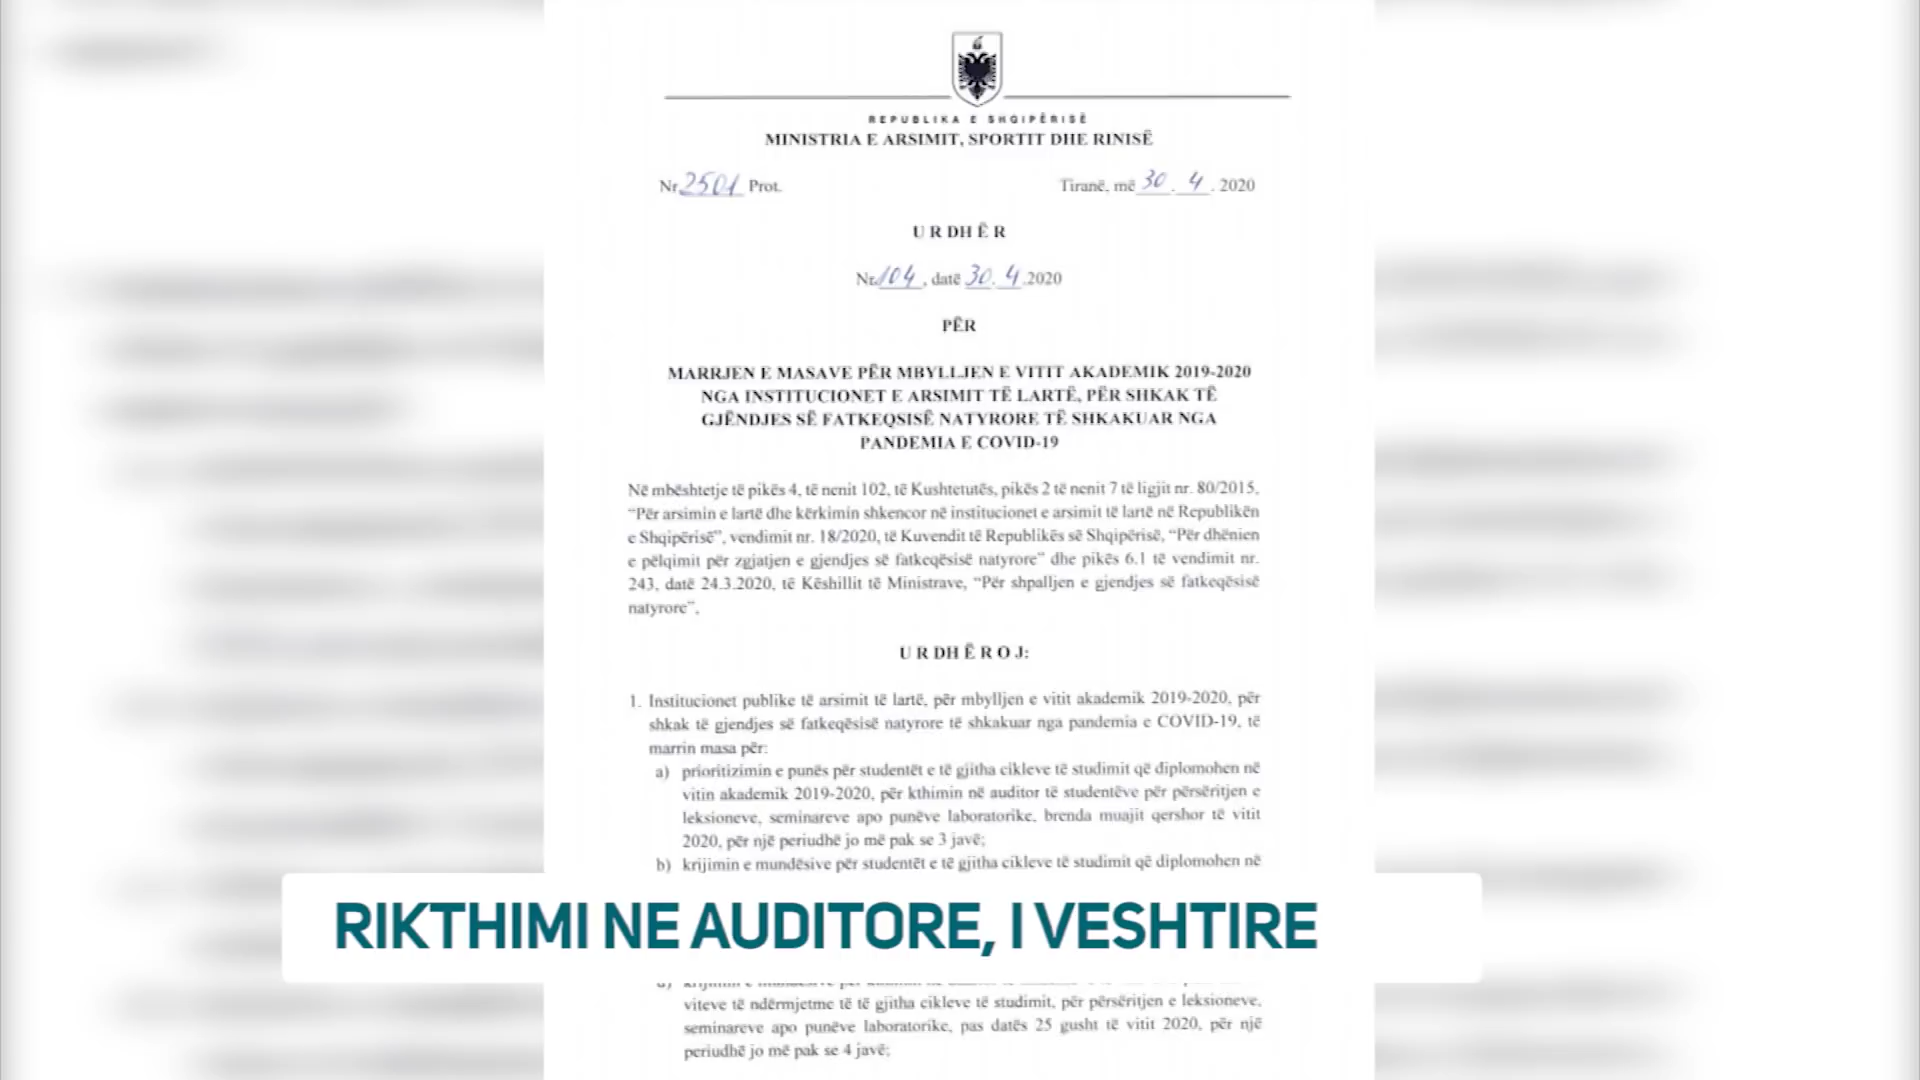 REPUBLIKA E SHQIPËRISË
MINISTRIA E ARSIMIT, SPORTIT DHE RINISË
Nr. 2501 Prot.
Tiranë, më 30 . 4 . 2020
U R DH Ë R
Nr. 104 , datë 30. 4 .2020
PËR
MARRJEN E MASAVE PËR MBYLLJEN E VITIT AKADEMIK 2019-2020
NGA INSTITUCIONET E ARSIMIT TË LARTË, PËR SHKAK TË
GJËNDJES SË FATKEQSISË NATYRORE TË SHKAKUAR NGA
PANDEMIA E COVID-19
Në mbështetje të pikës 4, të nenit 102, të Kushtetutës, pikës 2 të nenit 7 të ligjit nr. 80/2015,
“Për arsimin e lartë dhe kërkimin shkencor në institucionet e arsimit të lartë në Republikën
e Shqipërisë”, vendimit nr. 18/2020, të Kuvendit të Republikës së Shqipërisë, “Për dhënien
e pëlqimit për zgjatjen e gjendjes së fatkeqësisë natyrore” dhe pikës 6.1 të vendimit nr.
243, datë 24.3.2020, të Këshillit të Ministrave, “Për shpalljen e gjendjes së fatkeqësisë
natyrore”,
U R DH Ë R O J:
1. Institucionet publike të arsimit të lartë, për mbylljen e vitit akademik 2019-2020, për
shkak të gjendjes së fatkeqësisë natyrore të shkakuar nga pandemia e COVID-19, të
marrin masa për:
a) prioritizimin e punës për studentët e të gjitha cikleve të studimit që diplomohen në
vitin akademik 2019-2020, për kthimin në auditor të studentëve për përsëritjen e
leksioneve, seminareve apo punëve laboratorike, brenda muajit qershor të vitit
2020, për një periudhë jo më pak se 3 javë;
b) krijimin e mundësive për studentët e të gjitha cikleve të studimit që diplomohen në
RIKTHIMI NE AUDITORE, I VESHTIRE
viteve të ndërmjetme të të gjitha cikleve të studimit, për përsëritjen e leksioneve,
seminareve apo punëve laboratorike, pas datës 25 gusht të vitit 2020, për një
periudhë jo më pak se 4 javë;